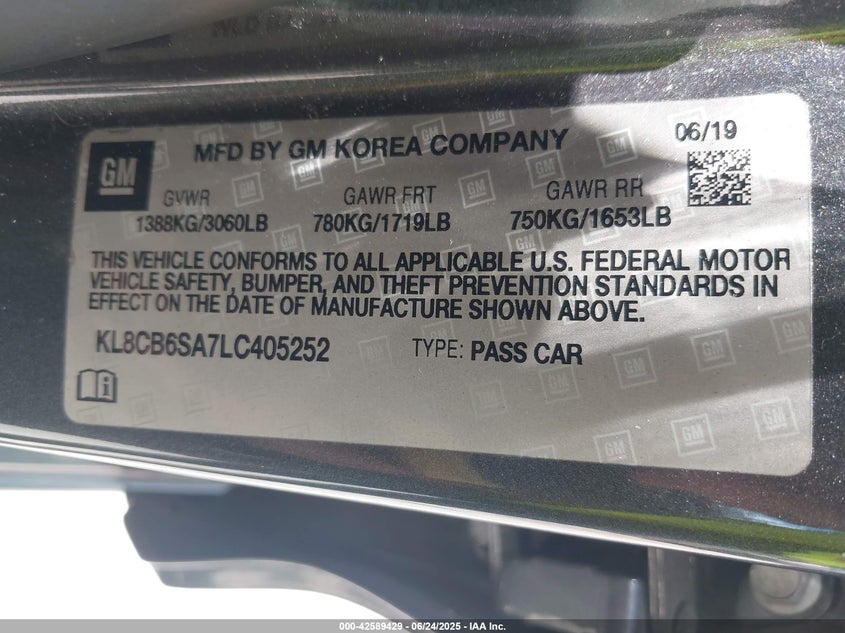 GM
MFD BY GM KOREA COMPANY
06/19
GVWR
GAWR FRT
GAWR RR
1388KG/3060LB
780KG/1719LB
750KG/1653LB
THIS VEHICLE CONFORMS TO ALL APPLICABLE U.S. FEDERAL MOTOR
VEHICLE SAFETY, BUMPER, AND THEFT PREVENTION STANDARDS IN
EFFECT ON THE DATE OF MANUFACTURE SHOWN ABOVE.
KL8CB6SA7LC405252
TYPE: PASS CAR
000-42589429 - 06/24/2025 - IAA Inc.